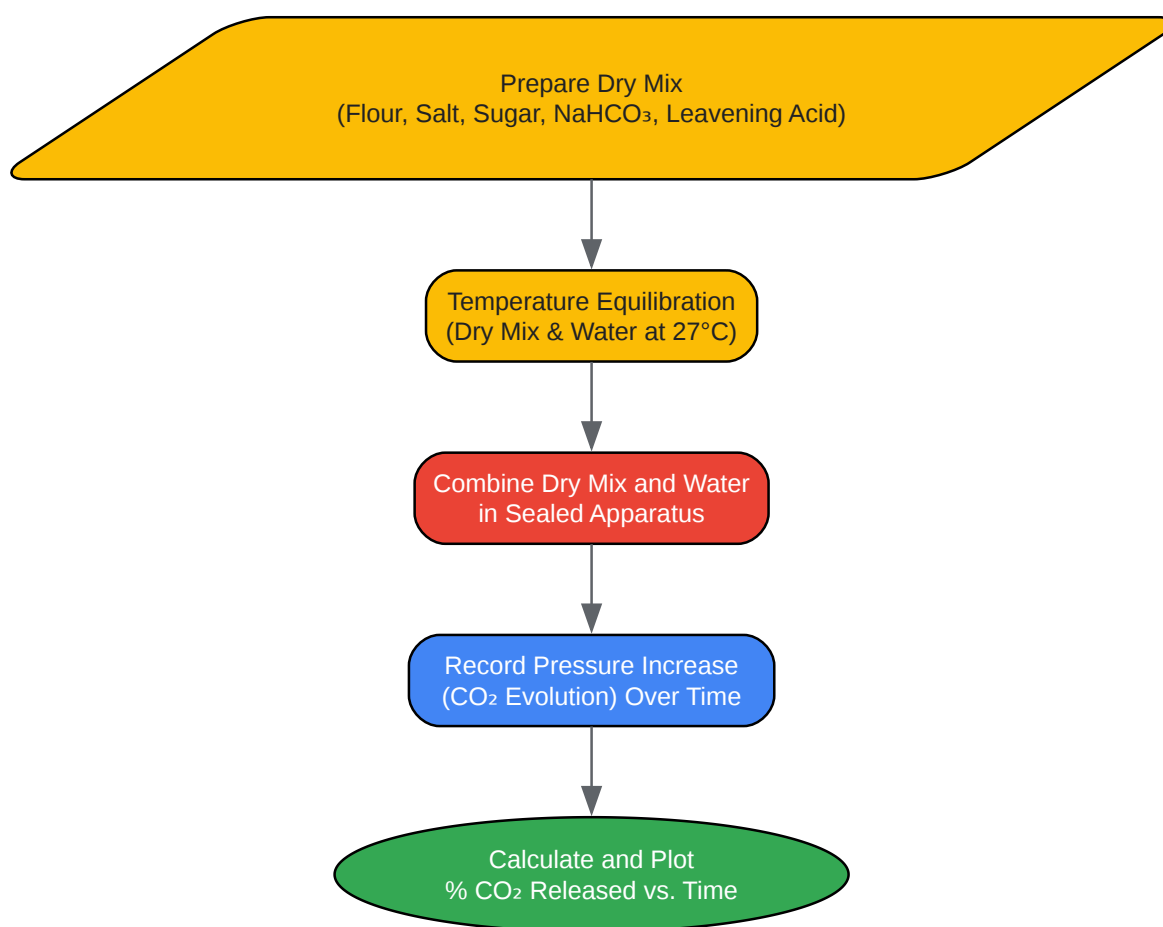 Prepare Dry Mix
(Flour, Salt, Sugar, NaHCO₃, Leavening Acid)
Temperature Equilibration
(Dry Mix & Water at 27°C)
Combine Dry Mix and Water
in Sealed Apparatus
Record Pressure Increase
(CO₂ Evolution) Over Time
Calculate and Plot
% CO₂ Released vs. Time